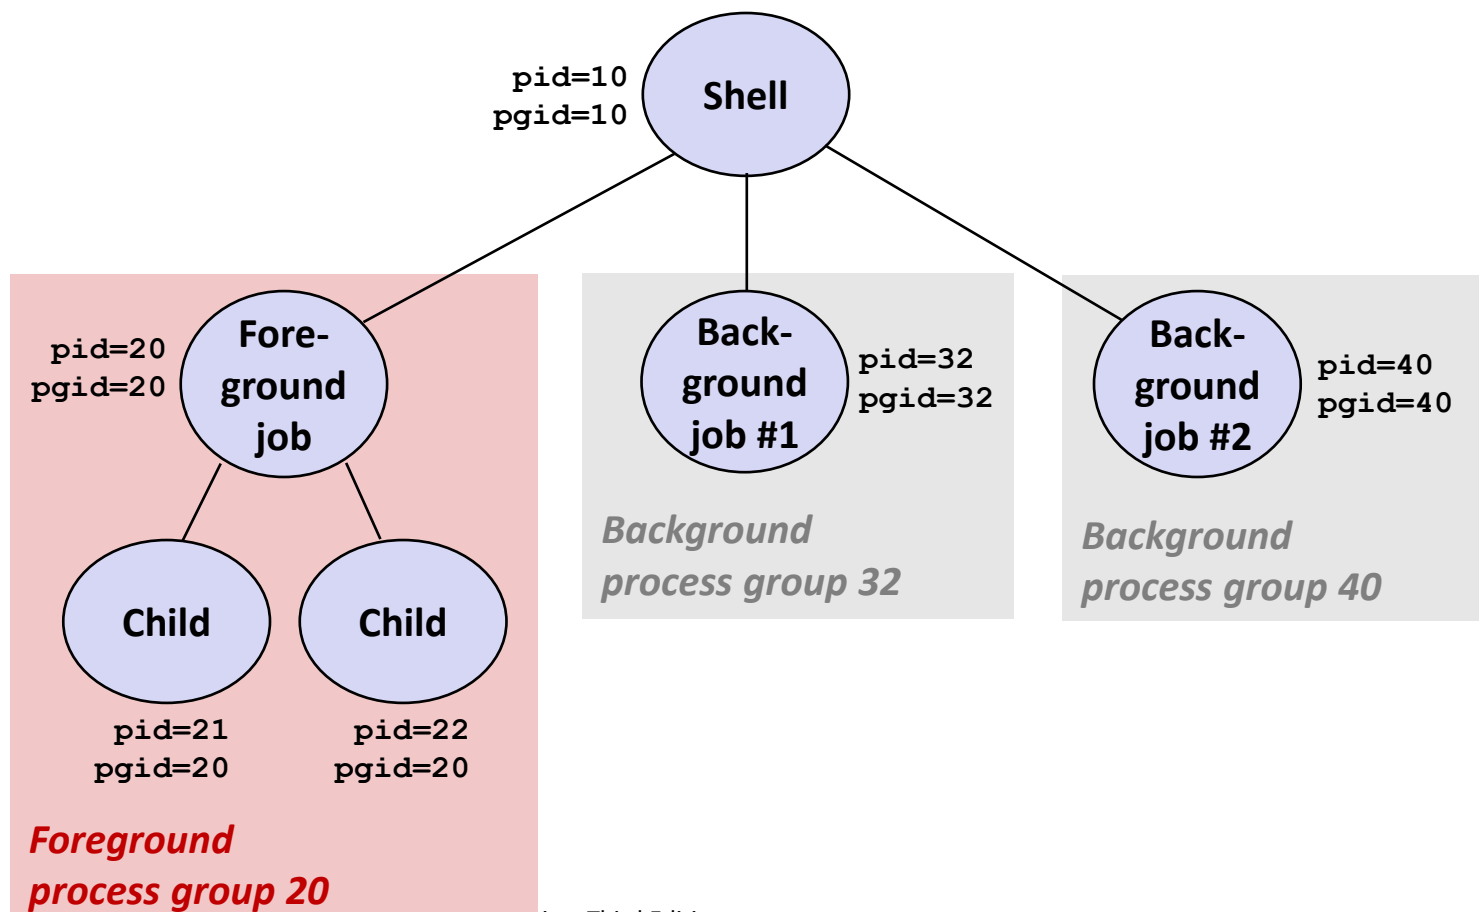 pid=10
pgid=10
Shell
pid=20
pgid=20
Fore-
ground
job
Back-
ground
job #1
pid=32
pgid=32
Back-
ground
job #2
pid=40
pgid=40
Background
process group 32
Background
process group 40
Child
Child
pid=21
pgid=20
pid=22
pgid=20
Foreground
process group 20